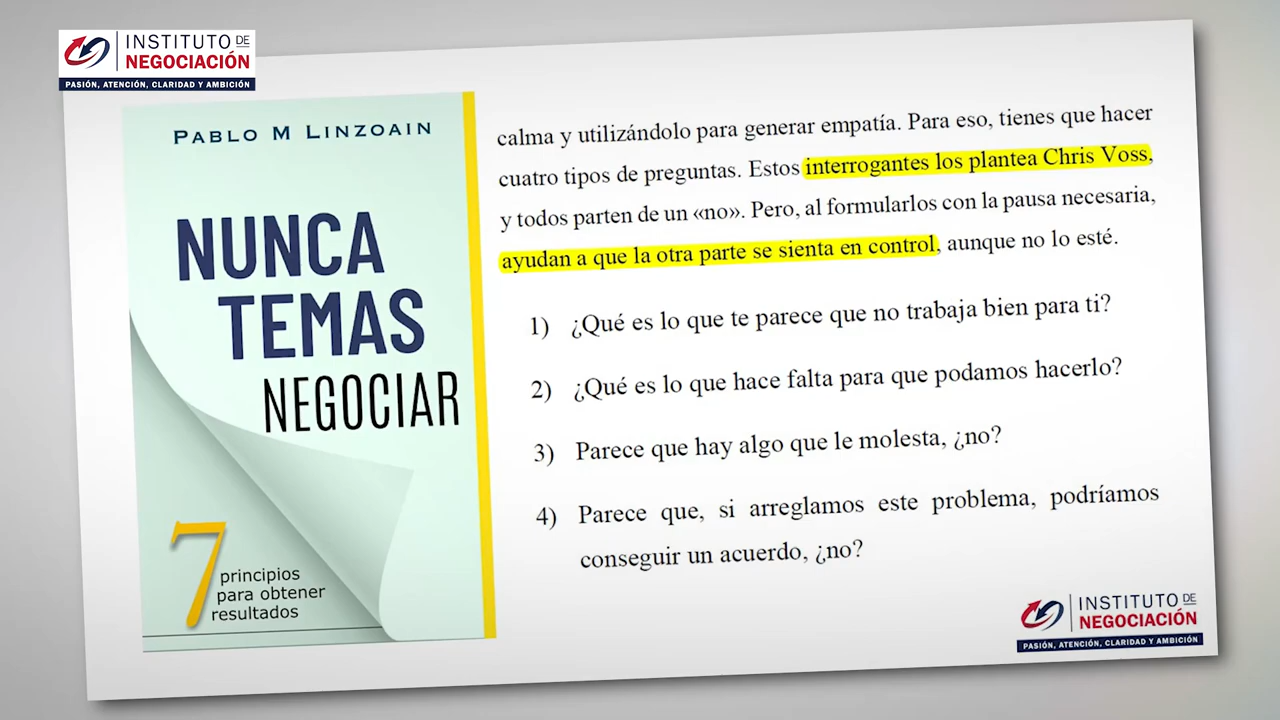 INSTITUTO DE
NEGOCIACIÓN
PASIÓN, ATENCIÓN, CLARIDAD Y AMBICIÓN
PABLO M LINZOAIN
NUNCA
TEMAS
NEGOCIAR
7
principios
para obtener
resultados
calma y utilizándolo para generar empatía. Para eso, tienes que hacer
cuatro tipos de preguntas. Estos interrogantes los plantea Chris Voss,
y todos parten de un «no». Pero, al formularlos con la pausa necesaria,
ayudan a que la otra parte se sienta en control, aunque no lo esté.
1) ¿Qué es lo que te parece que no trabaja bien para ti?
2) ¿Qué es lo que hace falta para que podamos hacerlo?
3) Parece que hay algo que le molesta, ¿no?
4) Parece que, si arreglamos este problema, podríamos
conseguir un acuerdo, ¿no?
INSTITUTO DE
NEGOCIACIÓN
PASIÓN, ATENCIÓN, CLARIDAD Y AMBICIÓN